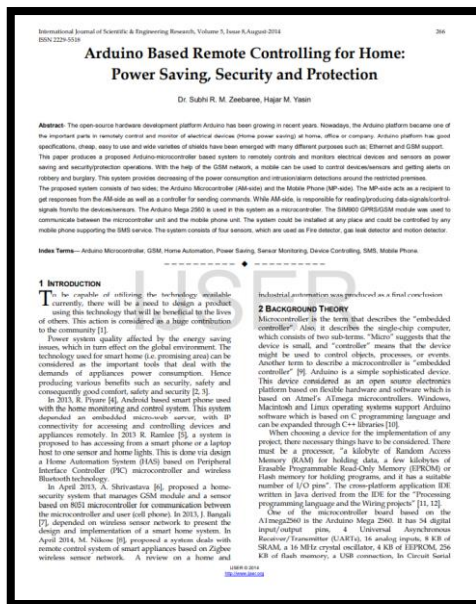 International Journal of Scientific & Engineering Research, Volume 5, Issue 8,August-2014
266
ISSN 2229-5518
Arduino Based Remote Controlling for Home:
Power Saving, Security and Protection
Dr. Subhi R. M. Zeebaree, Hajar M. Yasin
Abstract- The open-source hardware development platform Arduino has been growing in recent years. Nowadays, the Arduino platform became one of
the important parts in remotely control and monitor of electrical devices (Home power saving) at home, office or company. Arduino platform has good
specifications, cheap, easy to use and wide varieties of shields have been emerged with many different purposes such as; Ethernet and GSM support.
This paper produces a proposed Arduino-microcontroller based system to remotely controls and monitors electrical devices and sensors as power
saving and security/protection operations. With the help of the GSM network, a mobile can be used to control devices/sensors and getting alerts on
robbery and burglary. This system provides decreasing of the power consumption and intrusion/alarm detections around the restricted premises.
The proposed system consists of two sides; the Arduino Microcontroller (AM-side) and the Mobile Phone (MP-side). The MP-side acts as a recipient to
get responses from the AM-side as well as a controller for sending commands. While AM-side, is responsible for reading/producing data-signals/control-
signals from/to the devices/sensors. The Arduino Mega 2560 is used in this system as a microcontroller. The SIM900 GPRS/GSM module was used to
communicate between the microcontroller unit and the mobile phone unit. The system could be installed at any place and could be controlled by any
mobile phone supporting the SMS service. The system consists of four sensors, which are used as Fire detector, gas leak detector and motion detector.
Index Terms— Arduino Microcontroller, GSM, Home Automation, Power Saving, Sensor Monitoring, Device Controlling, SMS, Mobile Phone.
1 INTRODUCTION
To be capable of utilizing the technology available
currently, there will be a need to design a product
using this technology that will be beneficial to the lives
of others. This action is considered as a huge contribution
to the community [1].
Power system quality affected by the energy saving
issues, which in turn effect on the global environment. The
technology used for smart home (i.e. promising area) can be
considered as the important tools that deal with the
demands of appliances power consumption. Hence
producing various benefits such as, security, safety and
consequently good comfort, safety and security [2, 3].
In 2013, R. Piyare [4], Android based smart phone used
with the home monitoring and control system. This system
depended an embedded micro-web server, with IP
connectivity for accessing and controlling devices and
appliances remotely. In 2013 R. Ramlee [5], a system is
proposed to has accessing from a smart phone or a laptop
host to one sensor and home lights. This is done via design
a Home Automation System (HAS) based on Peripheral
Interface Controller (PIC) microcontroller and wireless
Bluetooth technology.
In April 2013, A. Shrivastava [6], proposed a home-
security system that manages GSM module and a sensor
based on 8051 microcontroller for communication between the
microcontroller and user (cell phone). In 2013, J. Bangali
[7], depended on wireless sensor network to present the
design and implementation of a smart home system. In
April 2014, M. Nikose [8], proposed a system deals with
remote control system of smart appliances based on Zigbee
wireless sensor network. A review on a home and
industrial automation was produced as a final conclusion
2 BACKGROUND THEORY
Microcontroller is the term that describes the "embedded
controller". Also, it describes the single-chip computer,
which consists of two sub-terms. "Micro" suggests that the
device is small, and "controller" means that the device
might be used to control objects, processes, or events.
Another term to describe a microcontroller is "embedded
controller" [9]. Arduino is a simple sophisticated device.
This device considered as an open source electronics
platform based on flexible hardware and software which is
based on Atmel's ATmega microcontrollers. Windows,
Macintosh and Linux operating systems support Arduino
software which is based on C programming language and
can be expanded through C++ libraries [10].
When choosing a device for the implementation of any
project, there necessary things have to be considered. There
must be a processor, "a kilobyte of Random Access
Memory (RAM) for holding data, a few kilobytes of
Erasable Programmable Read-Only Memory (EPROM) or
Flash memory for holding programs, and it has a suitable
number of I/O pins". The cross-platform application IDE
written in Java derived from the IDE for the "Processing
programming language and the Wiring projects" [11, 12].
One of the microcontroller board based on the
ATmega2560 is the Arduino Mega 2560. It has 54 digital
input/output pins, 4 Universal Asynchronous
Receiver/Transmitter (UARTs), 16 analog inputs, 8 KB of
SRAM, a 16 MHz crystal oscillator, 4 KB of EEPROM, 256
KB of flash memory, a USB connection, In Circuit Serial
IJSER © 2014
http://www.ijser.org